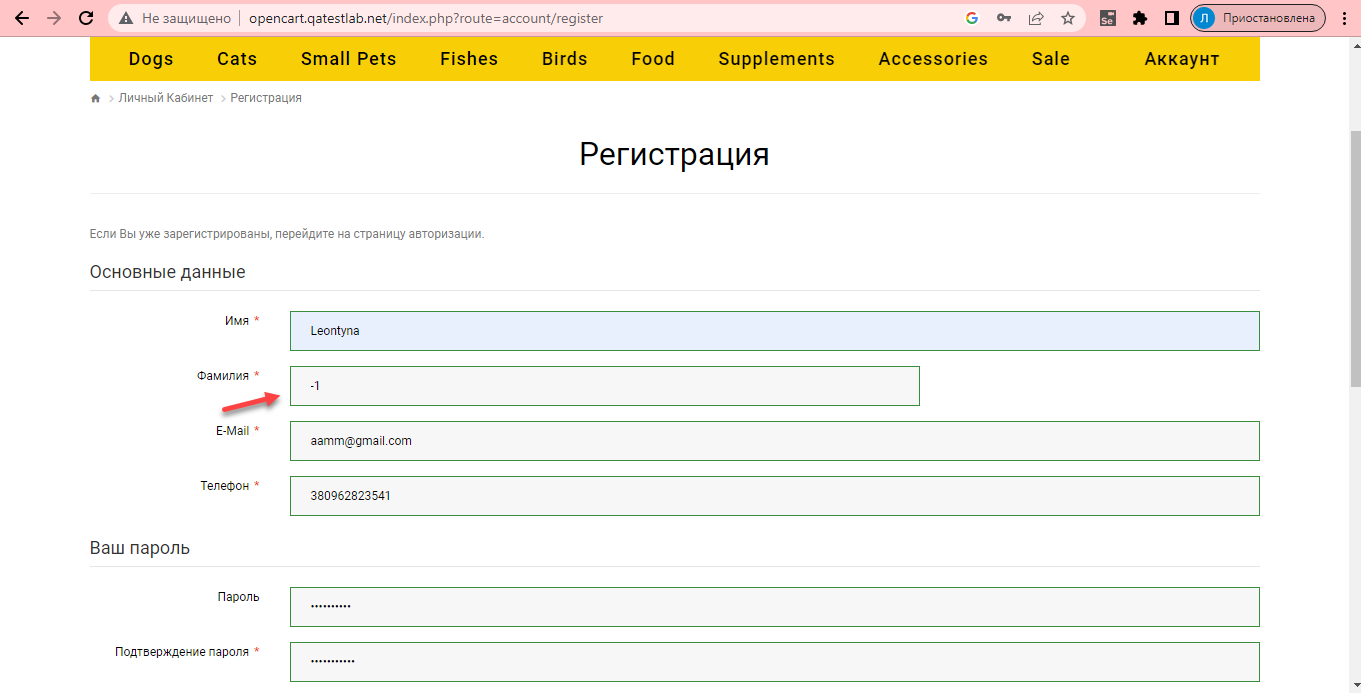 Не защищено opencart.qatestlab.net/index.php?route=account/register Se Л Приостановлена
Dogs Cats Small Pets Fishes Birds Food Supplements Accessories Sale Аккаунт
Личный Кабинет Регистрация
Регистрация
Если Вы уже зарегистрированы, перейдите на страницу авторизации.
Основные данные
Имя * Leontyna
Фамилия * -1
E-Mail * aamm@gmail.com
Телефон * 380962823541
Ваш пароль
Пароль ••••••••••
Подтверждение пароля * •••••••••••